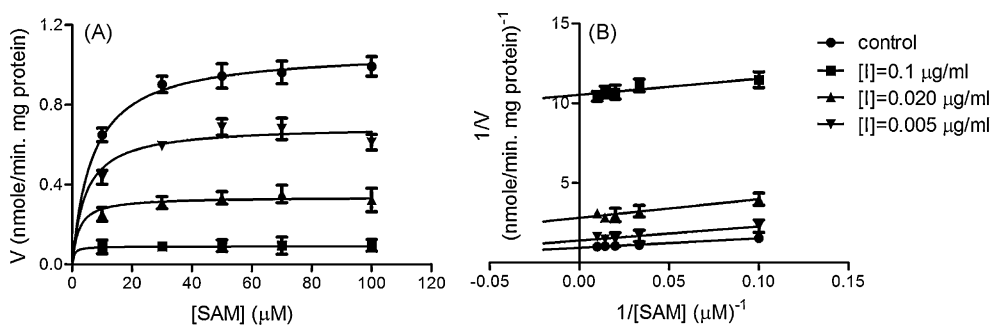 (A)
V (nmole/min. mg protein)
1.2
0.8
0.4
0.0
0 20 40 60 80 100 120
[SAM] (μM)
(B)
1/V
(nmole/min. mg protein)⁻¹
15
10
5
-0.05 0.00 0.05 0.10 0.15
1/[SAM] (μM)⁻¹
control
[I]=0.1 μg/ml
[I]=0.020 μg/ml
[I]=0.005 μg/ml